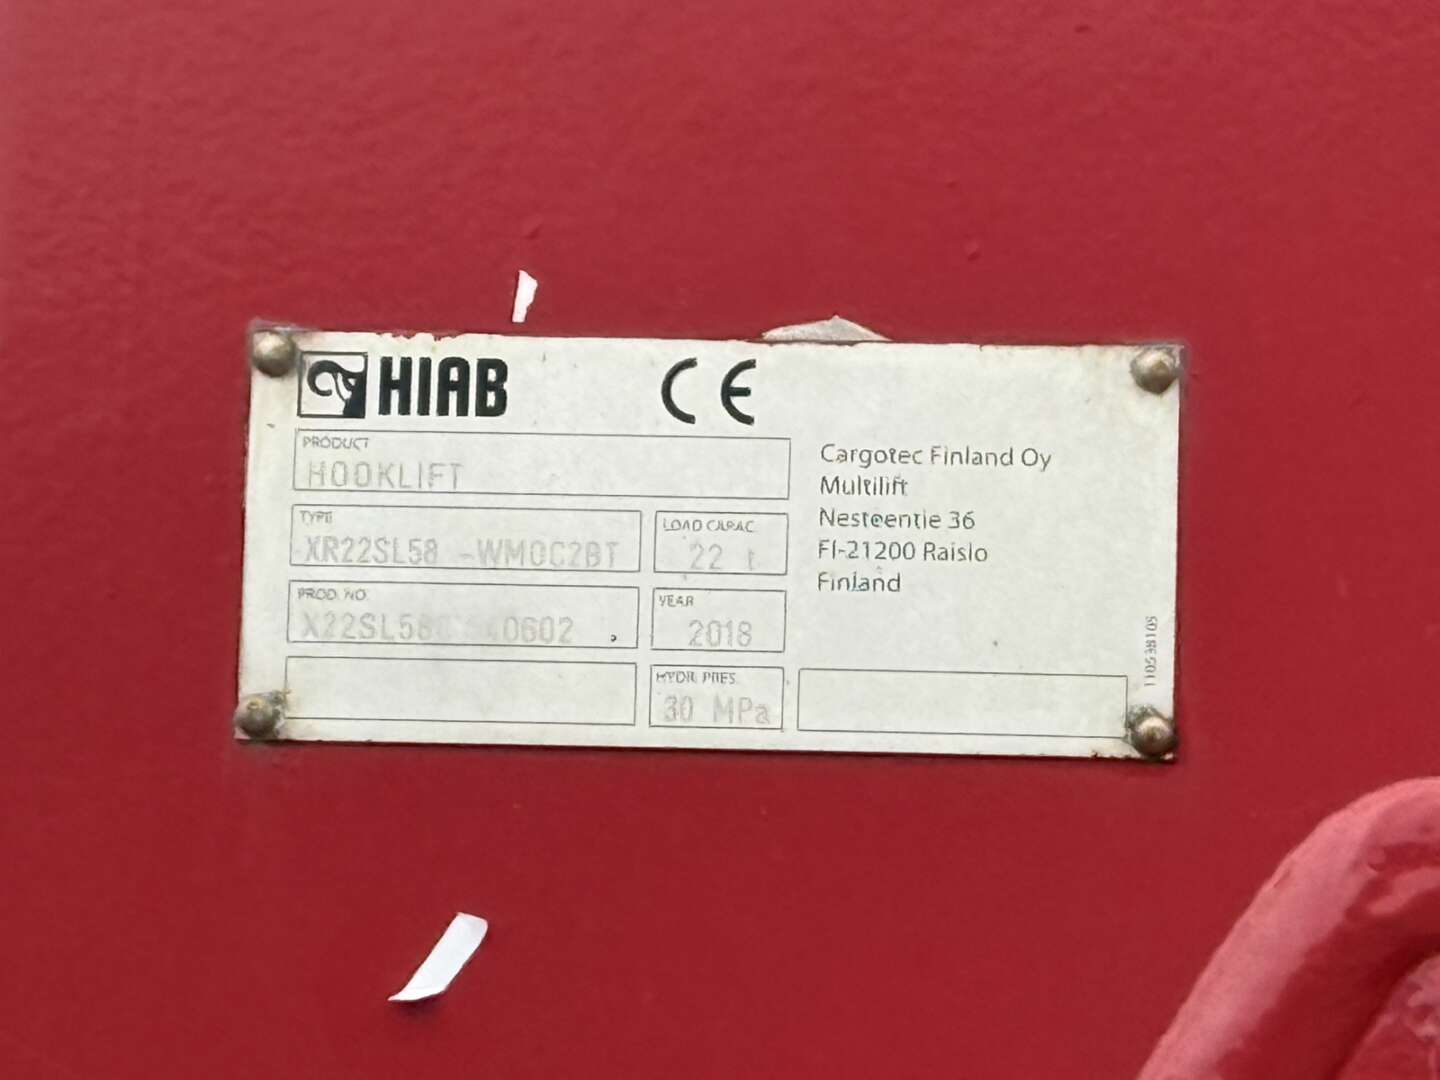 HIAB CE
PRODUCT
HOOKLIFT
TYPE
XR22SL58 -WM0C2BT
LOAD CAPAC.
22 t
PROD. NO.
YEAR
2018
HYDR. PRES.
30 MPa
Cargotec Finland Oy
Multilift
Nesteentie 36
FI-21200 Raisio
Finland
110538105